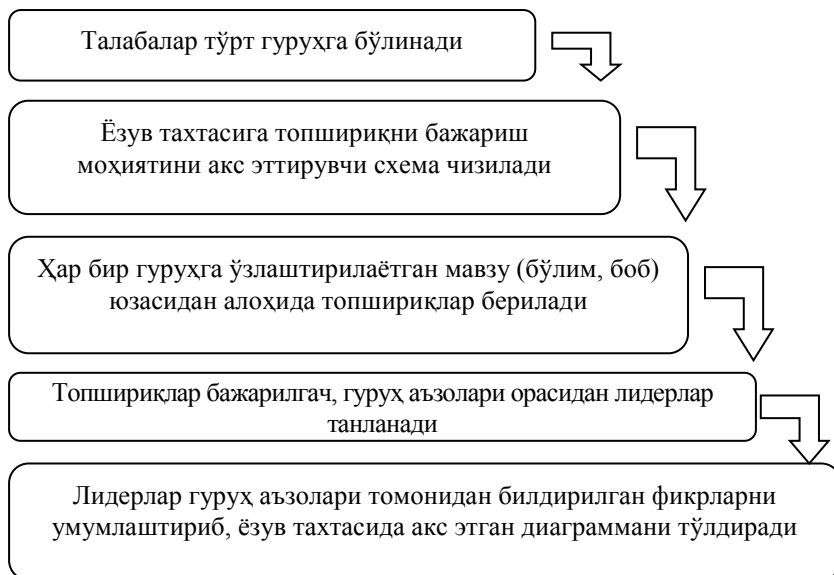 Талабалар тўрт гуруҳга бўлинади
Ёзув тахтасига топшириқни бажариш
моҳиятини акс эттирувчи схема чизилади
Ҳар бир гуруҳга ўзлаштирилаётган мавзу (бўлим, боб)
юзасидан алоҳида топшириқлар берилади
Топшириқлар бажарилгач, гуруҳ аъзолари орасидан лидерлар
танланади
Лидерлар гуруҳ аъзолари томонидан билдирилган фикрларни
умумлаштириб, ёзув тахтасида акс этган диаграммани тўлдиради